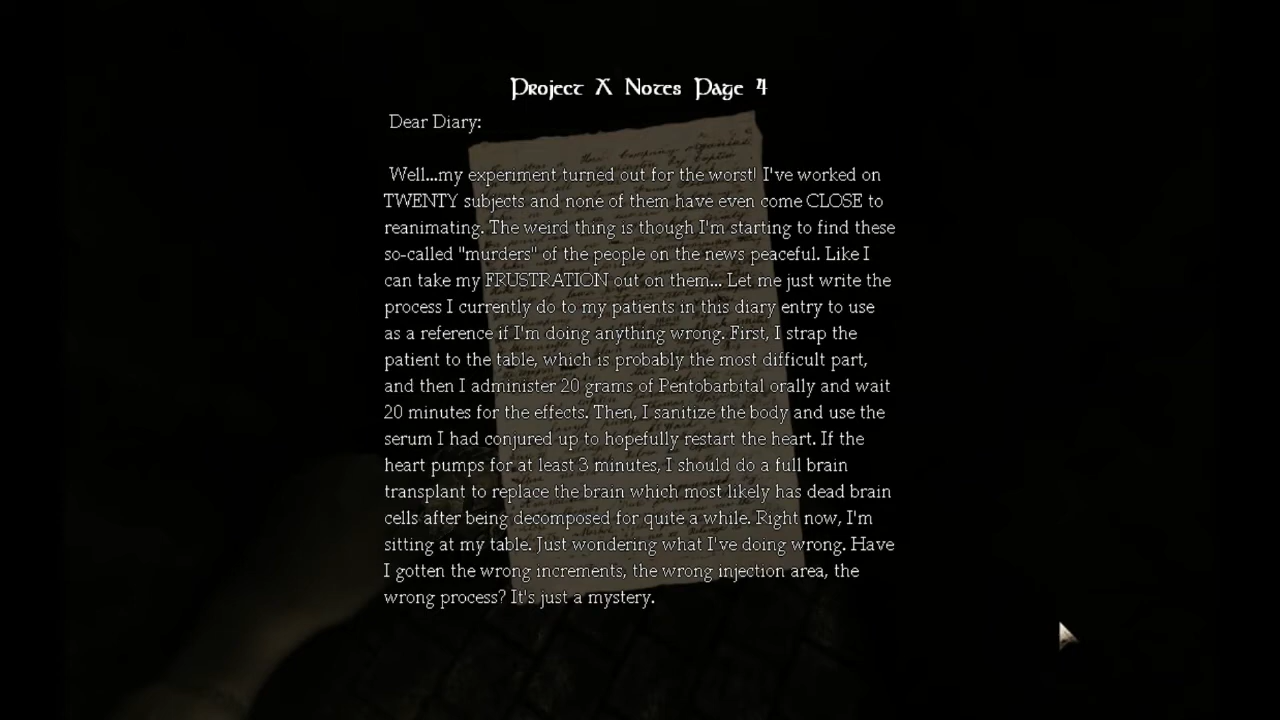 Project X Notes Page 4
Dear Diary:
Well...my experiment turned out for the worst! I've worked on
TWENTY subjects and none of them have even come CLOSE to
reanimating. The weird thing is though I'm starting to find these
so-called "murders" of the people on the news peaceful. Like I
can take my FRUSTRATION out on them... Let me just write the
process I currently do to my patients in this diary entry to use
as a reference if I'm doing anything wrong. First, I strap the
patient to the table, which is probably the most difficult part,
and then I administer 20 grams of Pentobarbital orally and wait
20 minutes for the effects. Then, I sanitize the body and use the
serum I had conjured up to hopefully restart the heart. If the
heart pumps for at least 3 minutes, I should do a full brain
transplant to replace the brain which most likely has dead brain
cells after being decomposed for quite a while. Right now, I'm
sitting at my table. Just wondering what I've doing wrong. Have
I gotten the wrong increments, the wrong injection area, the
wrong process? It's just a mystery.